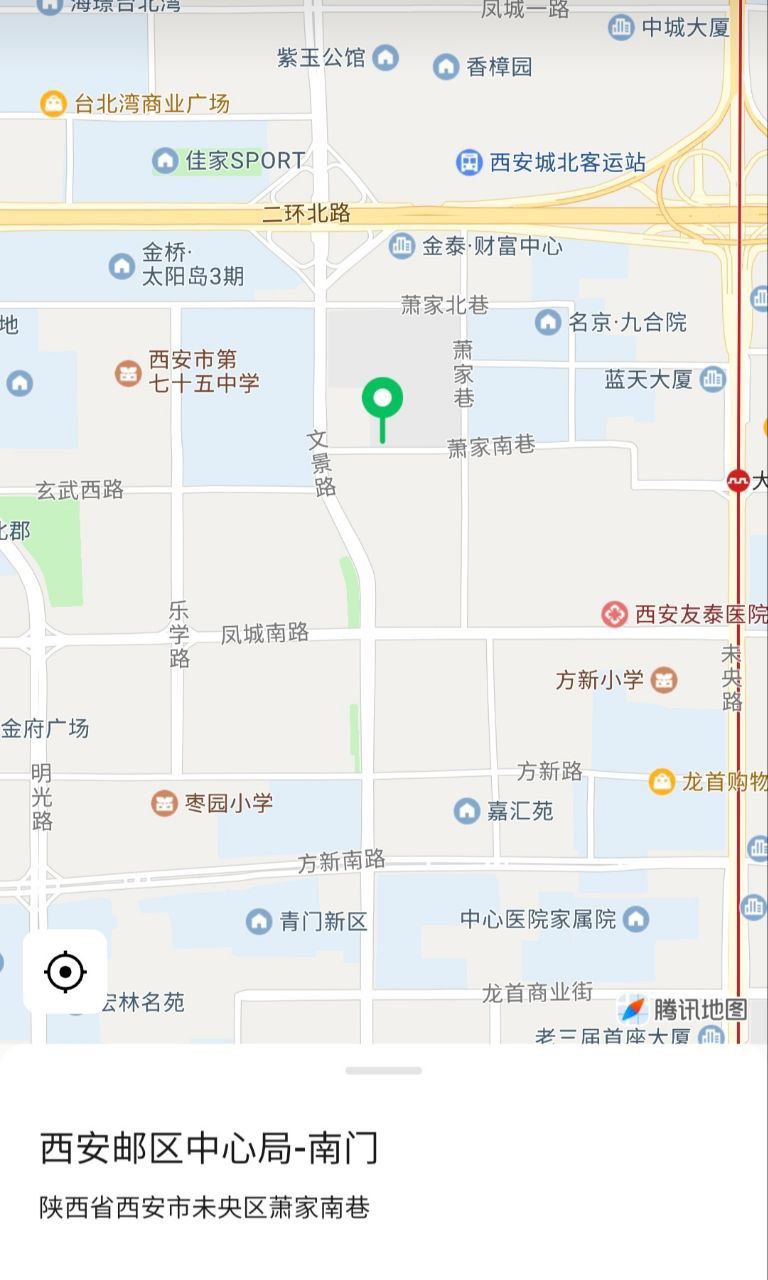 海璟台北湾
凤城一路
中城大厦
紫玉公馆
香樟园
台北湾商业广场
佳家SPORT
西安城北客运站
二环北路
金桥·
太阳岛3期
金泰·财富中心
萧家北巷
地
名京·九合院
西安市第
七十五中学
萧家巷
蓝天大厦
文景路
萧家南巷
玄武西路
大
北郡
乐学路
凤城南路
西安友泰医院
未央路
方新小学
金府广场
明光路
方新路
龙首购物
枣园小学
嘉汇苑
方新南路
青门新区
中心医院家属院
宏林名苑
龙首商业街
腾讯地图
老三届首座大厦
西安邮区中心局-南门
陕西省西安市未央区萧家南巷